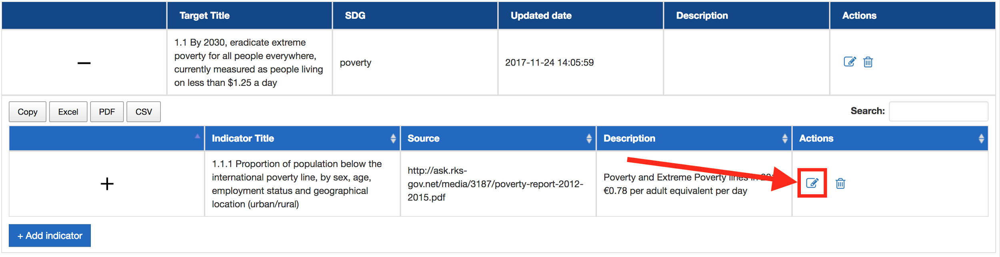 Target Title
SDG
Updated date
Description
Actions
1.1 By 2030, eradicate extreme
poverty for all people everywhere,
currently measured as people living
on less than $1.25 a day
poverty
2017-11-24 14:05:59
Copy
Excel
PDF
CSV
Search:
Indicator Title
Source
Description
Actions
1.1.1 Proportion of population below the
international poverty line, by sex, age,
employment status and geographical
location (urban/rural)
http://ask.rks-
gov.net/media/3187/poverty-report-2012-
2015.pdf
Poverty and Extreme Poverty lines in
€0.78 per adult equivalent per day
+ Add indicator